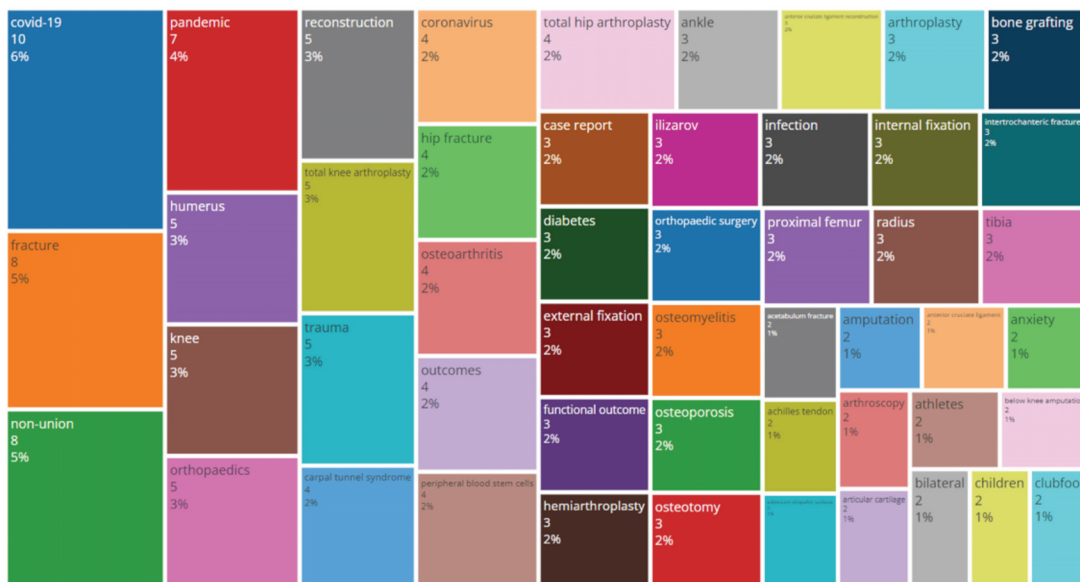 covid-19
10
6%
fracture
8
5%
non-union
8
5%
pandemic
7
4%
humerus
5
3%
knee
5
3%
orthopaedics
5
3%
reconstruction
5
3%
total knee arthroplasty
5
3%
trauma
5
3%
carpal tunnel syndrome
4
2%
coronavirus
4
2%
hip fracture
4
2%
osteoarthritis
4
2%
outcomes
4
2%
peripheral blood stem cells
4
2%
total hip arthroplasty
4
2%
ankle
3
2%
anterior cruciate ligament reconstruction
3
2%
arthroplasty
3
2%
bone grafting
3
2%
case report
3
2%
ilizarov
3
2%
infection
3
2%
internal fixation
3
2%
intertrochanteric fracture
3
2%
diabetes
3
2%
orthopaedic surgery
3
2%
proximal femur
3
2%
radius
3
2%
tibia
3
2%
external fixation
3
2%
osteomyelitis
3
2%
functional outcome
3
2%
osteoporosis
3
2%
hemiarthroplasty
3
2%
osteotomy
3
2%
acetabulum fracture
2
1%
amputation
2
1%
anterior cruciate ligament
2
1%
anxiety
2
1%
achilles tendon
2
1%
arthroscopy
2
1%
athletes
2
1%
below knee amputatio
2
1%
articular cartilage
2
1%
bilateral
2
1%
children
2
1%
clubfoo
2
1%
1%